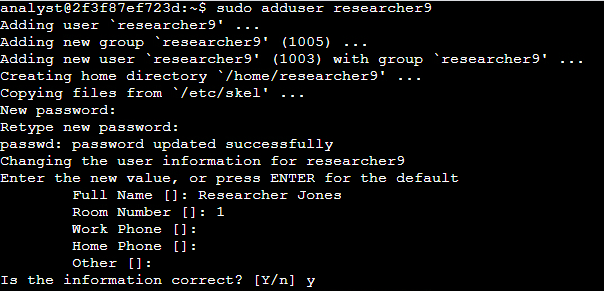 analyst@2f3f87ef723d:~$ sudo adduser researcher9
Adding user `researcher9' ...
Adding new group `researcher9' (1005) ...
Adding new user `researcher9' (1003) with group `researcher9' ...
Creating home directory `/home/researcher9' ...
Copying files from `/etc/skel' ...
New password:
Retype new password:
passwd: password updated successfully
Changing the user information for researcher9
Enter the new value, or press ENTER for the default
        Full Name []: Researcher Jones
        Room Number []: 1
        Work Phone []:
        Home Phone []:
        Other []:
Is the information correct? [Y/n] y